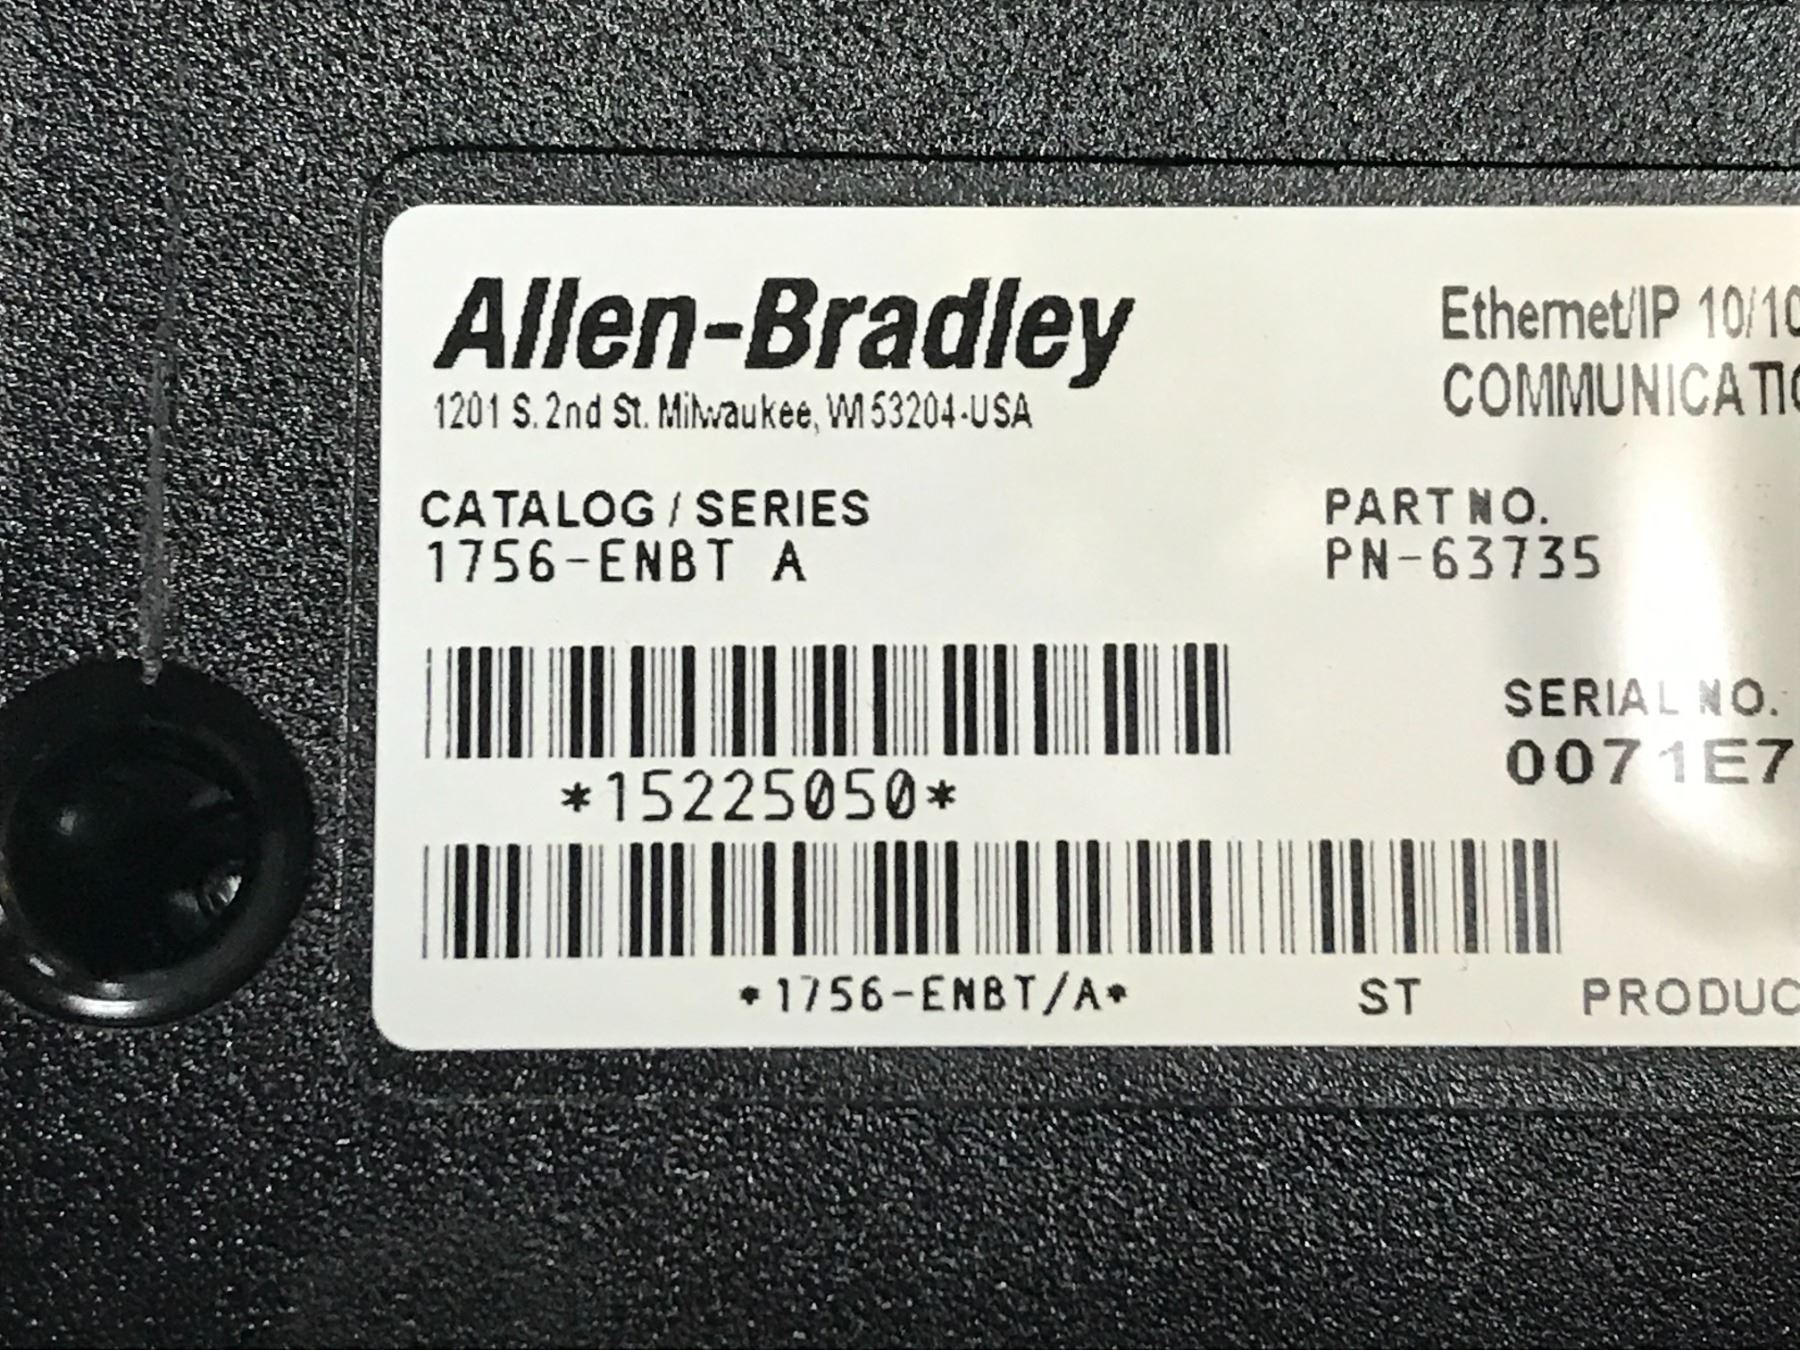 Allen-Bradley
1201 S. 2nd St. Milwaukee, WI 53204-USA
Ethernet/IP 10/10
COMMUNICATIO
CATALOG / SERIES
1756-ENBT A
PART NO.
PN-63735
SERIAL NO.
0071E7
*15225050*
*1756-ENBT/A*
ST
PRODUC